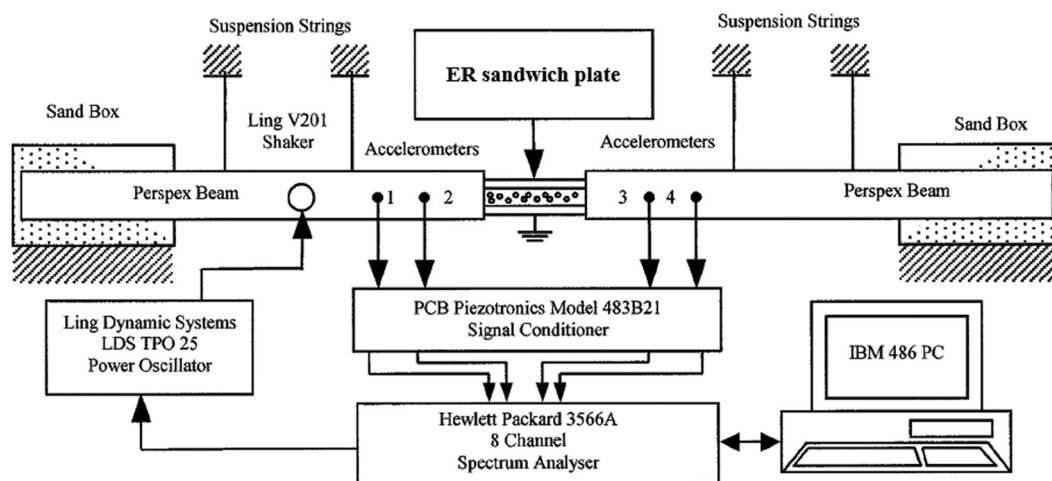 Suspension Strings
Suspension Strings
ER sandwich plate
Sand Box
Ling V201
Shaker
Accelerometers
Accelerometers
Sand Box
Perspex Beam
1
2
3
4
Perspex Beam
PCB Piezotronics Model 483B21
Signal Conditioner
Ling Dynamic Systems
LDS TPO 25
Power Oscillator
IBM 486 PC
Hewlett Packard 3566A
8 Channel
Spectrum Analyser